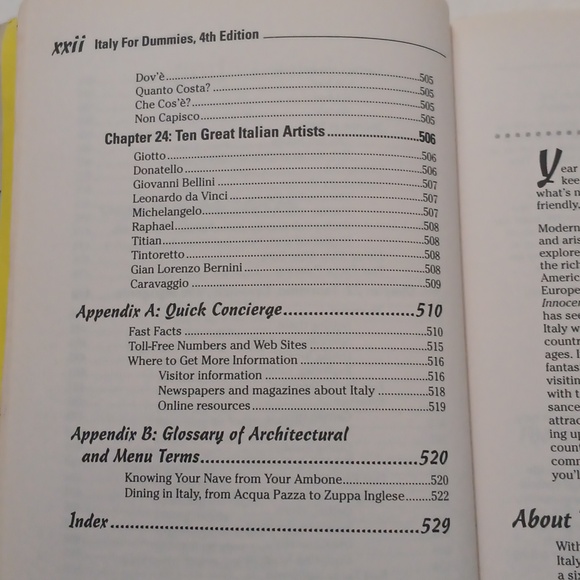 xxii Italy For Dummies, 4th Edition
Dov'è 505
Quanto Costa? 505
Che Cos'è? 505
Non Capisco 505
Chapter 24: Ten Great Italian Artists 506
Giotto 506
Donatello 506
Giovanni Bellini 507
Leonardo da Vinci 507
Michelangelo 507
Raphael 508
Titian 508
Tintoretto 508
Gian Lorenzo Bernini 508
Caravaggio 509
Appendix A: Quick Concierge 510
Fast Facts 510
Toll-Free Numbers and Web Sites 515
Where to Get More Information 516
Visitor information 516
Newspapers and magazines about Italy 518
Online resources 519
Appendix B: Glossary of Architectural
and Menu Terms 520
Knowing Your Nave from Your Ambone 520
Dining in Italy, from Acqua Pazza to Zuppa Inglese 522
Index 529
Year
kee
what's n
friendly,
Modern
and aris
explore
the rich
Americ
Europe
Innocen
has see
Italy w
countr
ages. I
fantas
visitin
with t
sance
attrac
ing up
coun
comm
you'l
About
With
Italy
a si